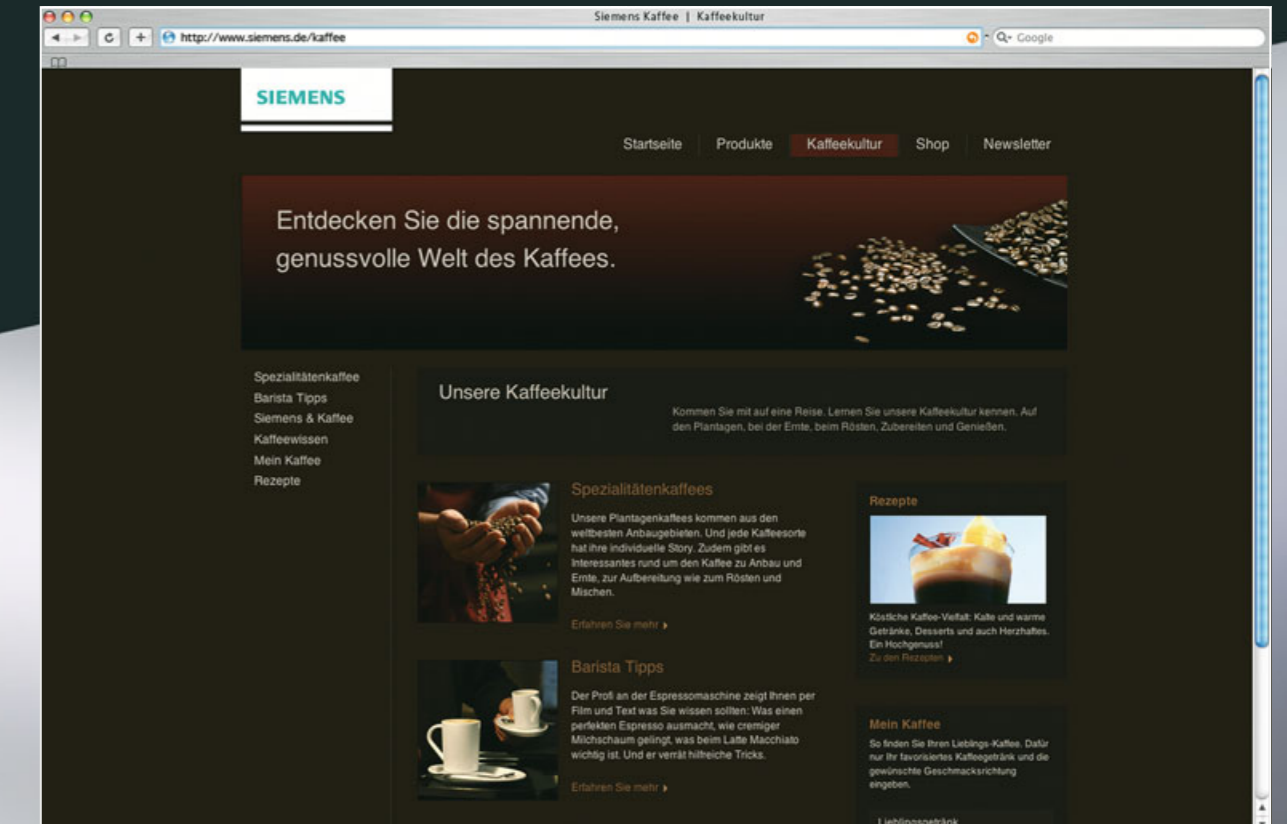 Siemens Kaffee | Kaffeekultur
http://www.siemens.de/kaffee
Google
SIEMENS
Startseite Produkte Kaffeekultur Shop Newsletter
Entdecken Sie die spannende,
genussvolle Welt des Kaffees.
Spezialitätenkaffee
Barista Tipps
Siemens & Kaffee
Kaffeewissen
Mein Kaffee
Rezepte
Unsere Kaffeekultur
Kommen Sie mit auf eine Reise. Lernen Sie unsere Kaffeekultur kennen. Auf
den Plantagen, bei der Ernte, beim Rösten, Zubereiten und Genießen.
Spezialitätenkaffees
Unsere Plantagenkaffees kommen aus den
weltbesten Anbaugebieten. Und jede Kaffeesorte
hat ihre individuelle Story. Zudem gibt es
Interessantes rund um den Kaffee zu Anbau und
Ernte, zur Aufbereitung wie zum Rösten und
Mischen.
Erfahren Sie mehr
Barista Tipps
Der Profi an der Espressomaschine zeigt Ihnen per
Film und Text was Sie wissen sollten: Was einen
perfekten Espresso ausmacht, wie cremiger
Milchschaum gelingt, was beim Latte Macchiato
wichtig ist. Und er verrät hilfreiche Tricks.
Erfahren Sie mehr
Rezepte
Köstliche Kaffee-Vielfalt: Kalte und warme
Getränke, Desserts und auch Herzhaftes.
Ein Hochgenuss!
Zu den Rezepten
Mein Kaffee
So finden Sie Ihren Lieblings-Kaffee. Dafür
nur Ihr favorisiertes Kaffeegetränk und die
gewünschte Geschmacksrichtung
eingeben.
Lieblingsgetränk